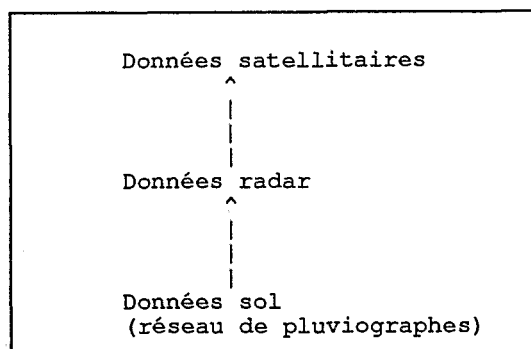 Données satellitaires
Données radar
Données sol
(réseau de pluviographes)